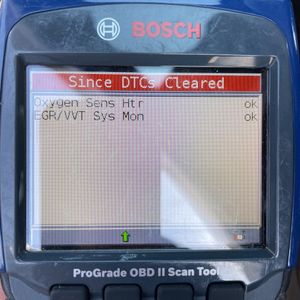 BOSCH
Since DTCs Cleared
Oxygen Sens Htr ok
EGR/VVT Sys Mon ok
ProGrade OBD II Scan Tool